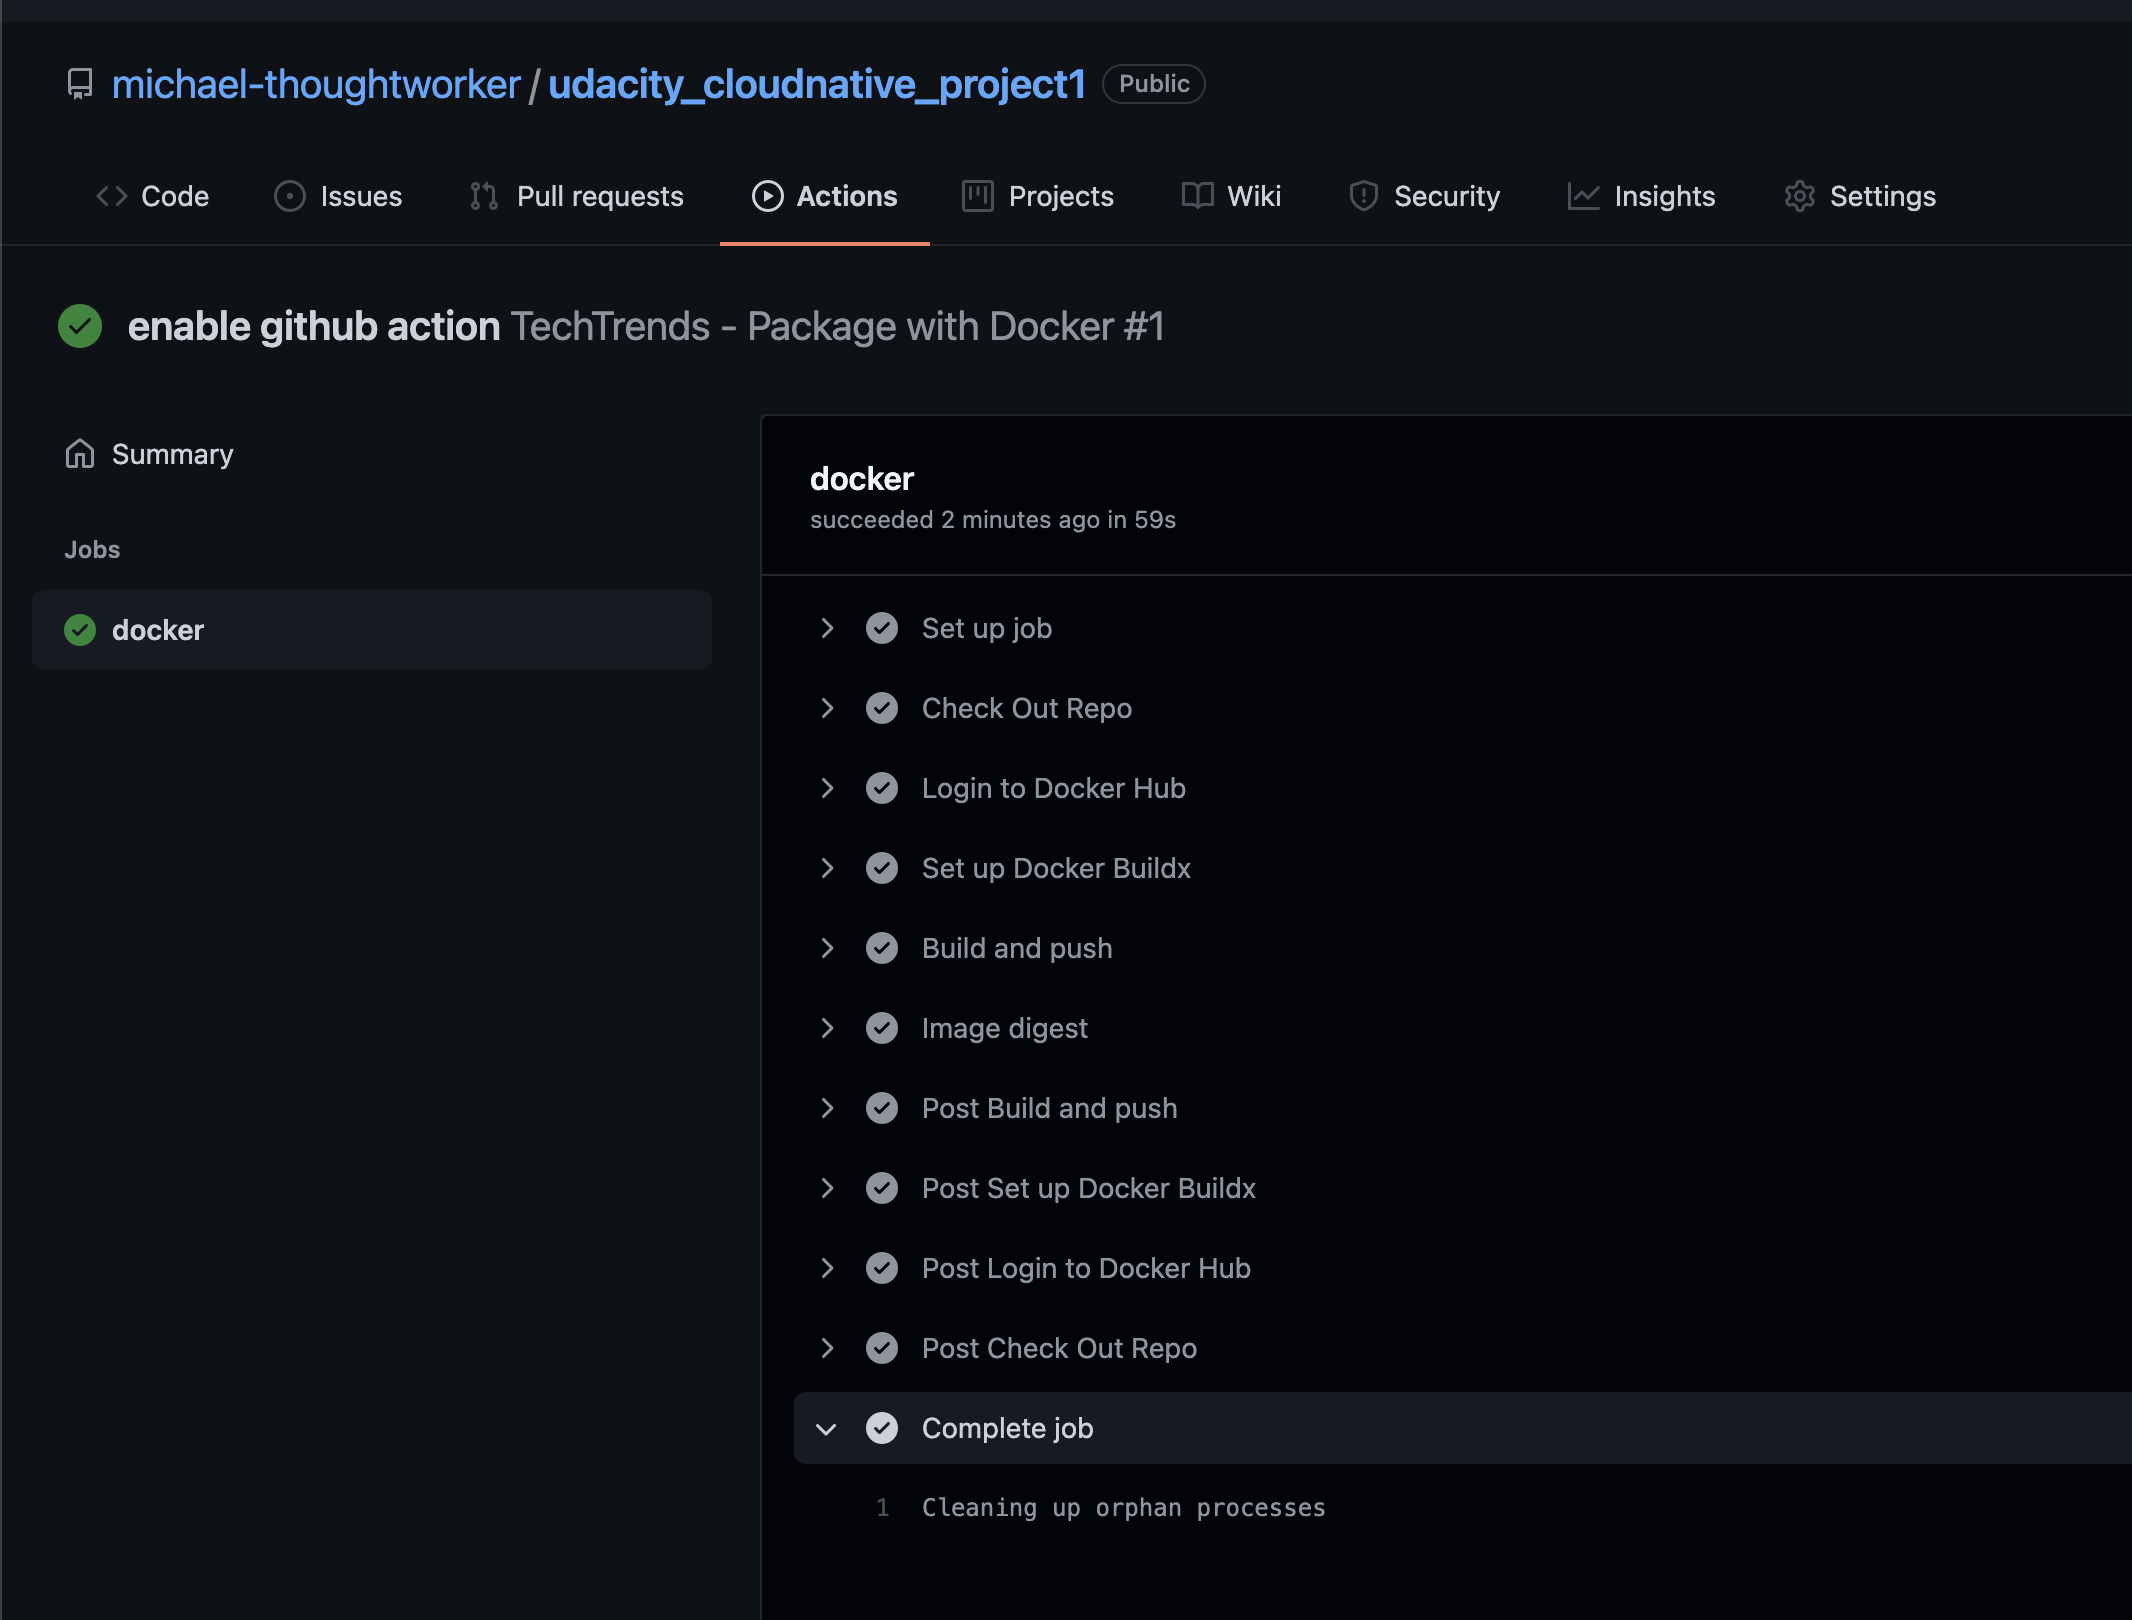 michael-thoughtworker / udacity_cloudnative_project1 Public
Code Issues Pull requests Actions Projects Wiki Security Insights Settings
enable github action TechTrends - Package with Docker #1
Summary
Jobs
docker
docker
succeeded 2 minutes ago in 59s
Set up job
Check Out Repo
Login to Docker Hub
Set up Docker Buildx
Build and push
Image digest
Post Build and push
Post Set up Docker Buildx
Post Login to Docker Hub
Post Check Out Repo
Complete job
1 Cleaning up orphan processes